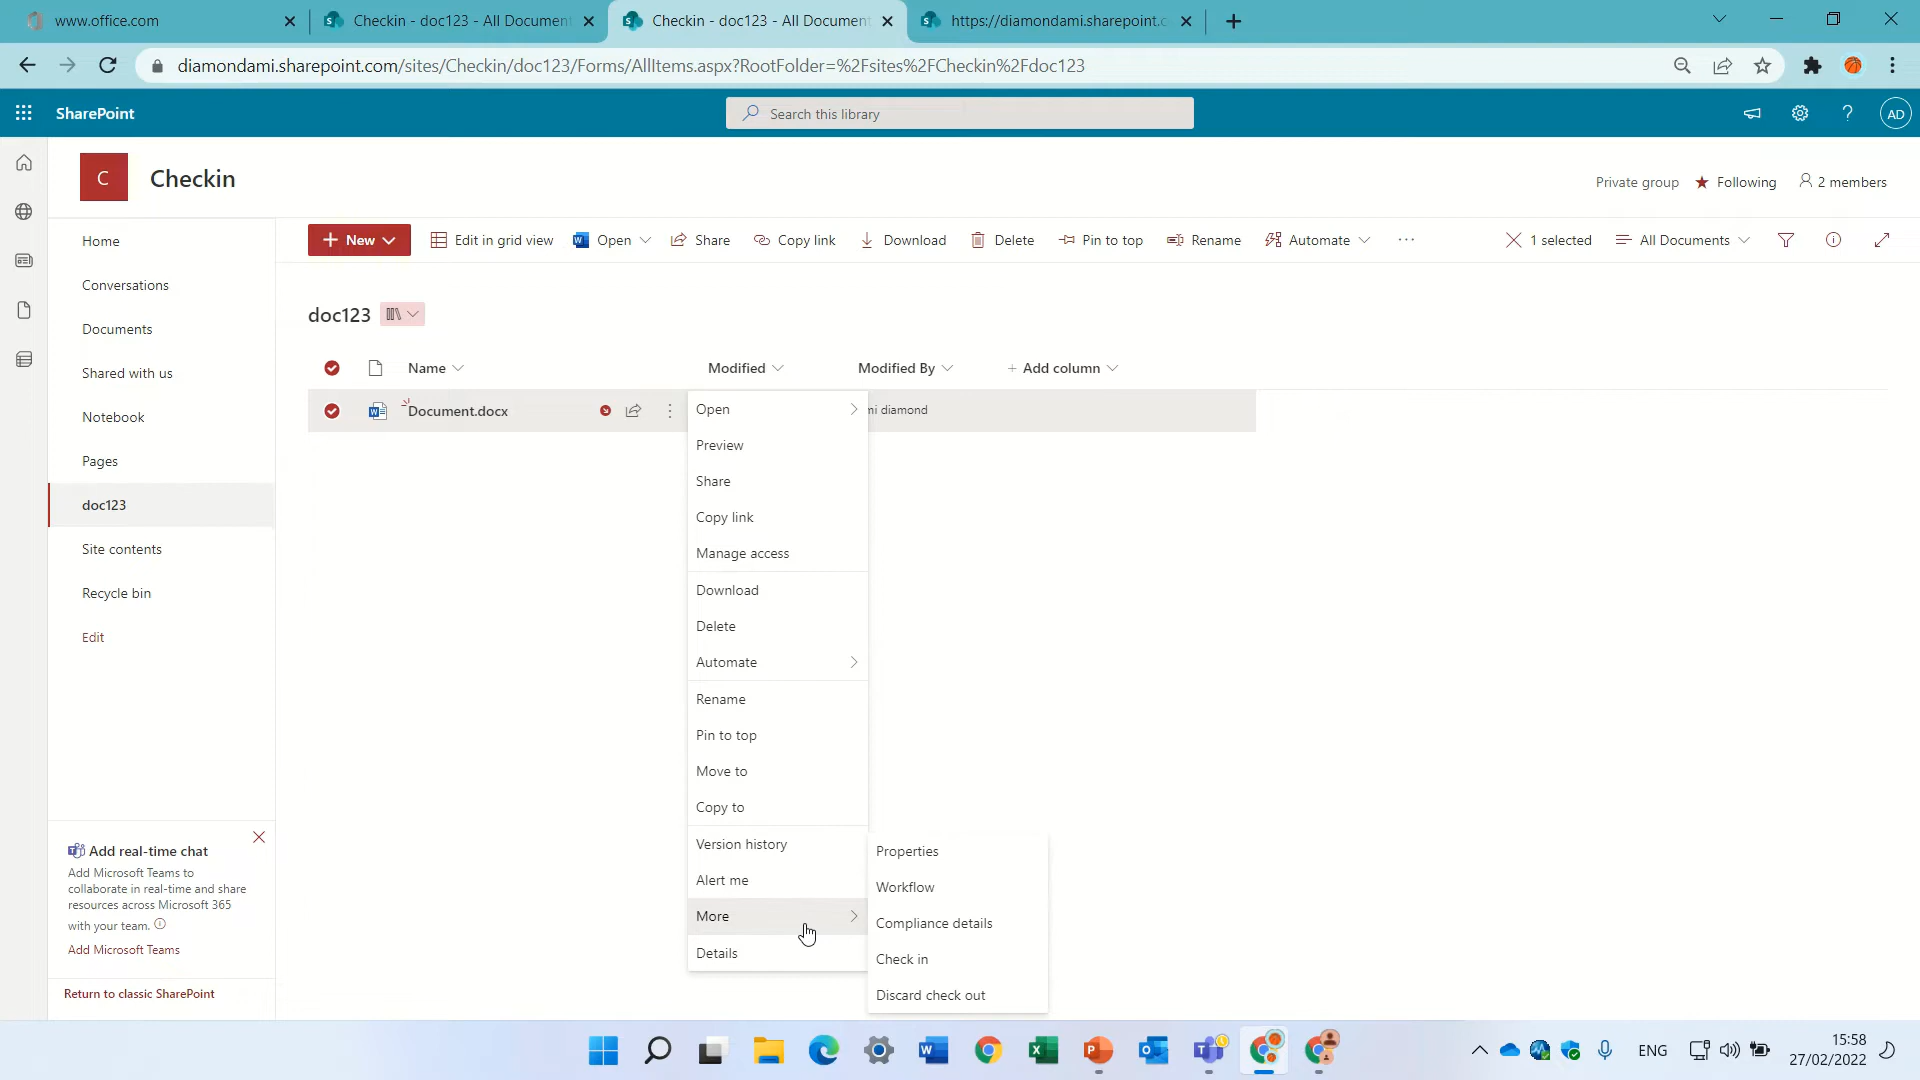 www.office.com
Checkin - doc123 - All Documen
Checkin - doc123 - All Document
https://diamondami.sharepoint.c
diamondami.sharepoint.com/sites/Checkin/doc123/Forms/AllItems.aspx?RootFolder=%2Fsites%2FCheckin%2Fdoc123
SharePoint
Search this library
AD
C
Checkin
Private group
Following
2 members
Home
Conversations
Documents
Shared with us
Notebook
Pages
doc123
Site contents
Recycle bin
Edit
New
Edit in grid view
Open
Share
Copy link
Download
Delete
Pin to top
Rename
Automate
1 selected
All Documents
doc123
Name
Modified
Modified By
Add column
Document.docx
mi diamond
Open
Preview
Share
Copy link
Manage access
Download
Delete
Automate
Rename
Pin to top
Move to
Copy to
Version history
Alert me
More
Details
Properties
Workflow
Compliance details
Check in
Discard check out
Add real-time chat
Add Microsoft Teams to
collaborate in real-time and share
resources across Microsoft 365
with your team.
Add Microsoft Teams
Return to classic SharePoint
ENG
15:58
27/02/2022